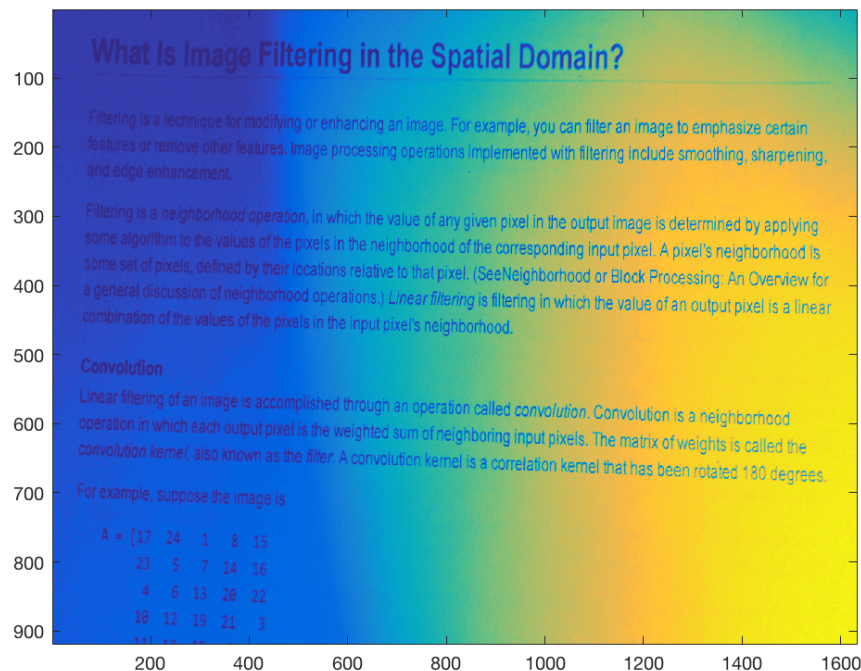 What Is Image Filtering in the Spatial Domain?
Filtering is a technique for modifying or enhancing an image. For example, you can filter an image to emphasize certain
features or remove other features. Image processing operations implemented with filtering include smoothing, sharpening,
and edge enhancement.
Filtering is a neighborhood operation, in which the value of any given pixel in the output image is determined by applying
some algorithm to the values of the pixels in the neighborhood of the corresponding input pixel. A pixel's neighborhood is
some set of pixels, defined by their locations relative to that pixel. (SeeNeighborhood or Block Processing: An Overview for
a general discussion of neighborhood operations.) Linear filtering is filtering in which the value of an output pixel is a linear
combination of the values of the pixels in the input pixel's neighborhood.
Convolution
Linear filtering of an image is accomplished through an operation called convolution. Convolution is a neighborhood
operation in which each output pixel is the weighted sum of neighboring input pixels. The matrix of weights is called the
convolution kernel, also known as the filter. A convolution kernel is a correlation kernel that has been rotated 180 degrees.
For example, suppose the image is
A = [17 24 1 8 15
23 5 7 14 16
4 6 13 20 22
10 12 19 21 3
100
200
300
400
500
600
700
800
900
200 400 600 800 1000 1200 1400 1600